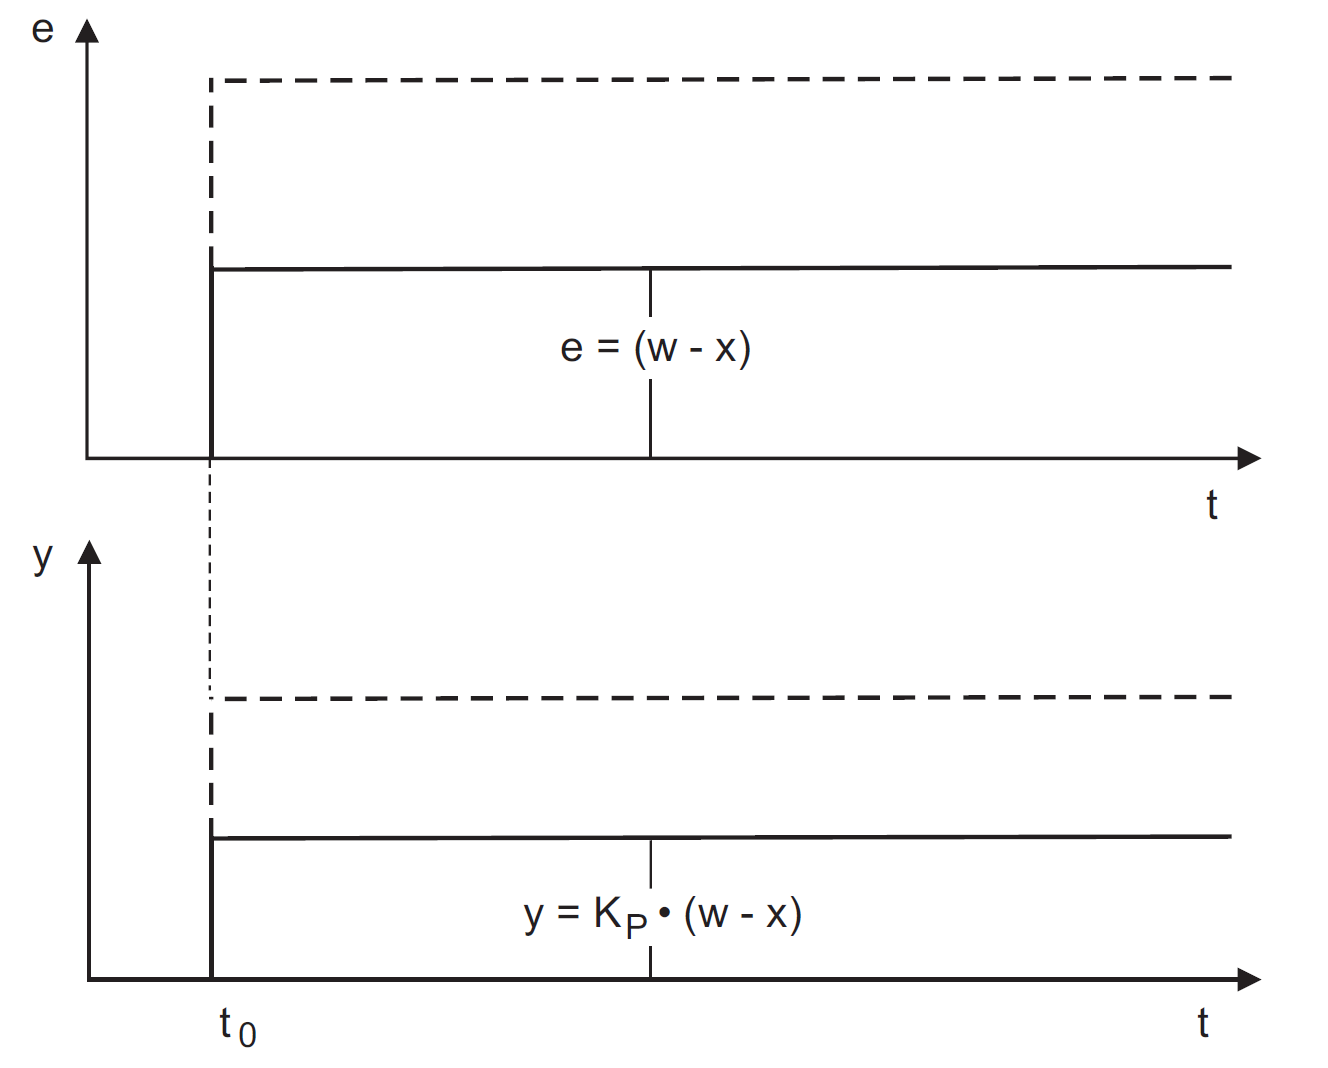 e
e = (w - x)
t
y
y = K_P • (w - x)
t_0
t